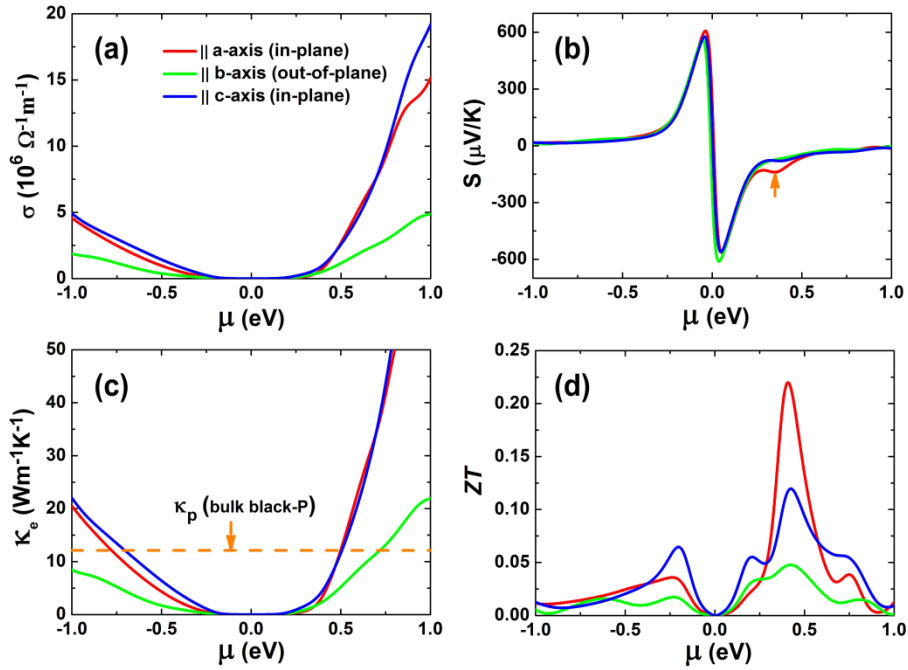 (a)
|| a-axis (in-plane)
|| b-axis (out-of-plane)
|| c-axis (in-plane)
σ (10⁶ Ω⁻¹m⁻¹)
20
15
10
5
0
-1.0 -0.5 0.0 0.5 1.0
μ (eV)
(b)
S (μV/K)
600
300
0
-300
-600
-1.0 -0.5 0.0 0.5 1.0
μ (eV)
(c)
κₚ (bulk black-P)
κₑ (Wm⁻¹K⁻¹)
50
40
30
20
10
0
-1.0 -0.5 0.0 0.5 1.0
μ (eV)
(d)
ZT
0.25
0.20
0.15
0.10
0.05
0.00
-1.0 -0.5 0.0 0.5 1.0
μ (eV)